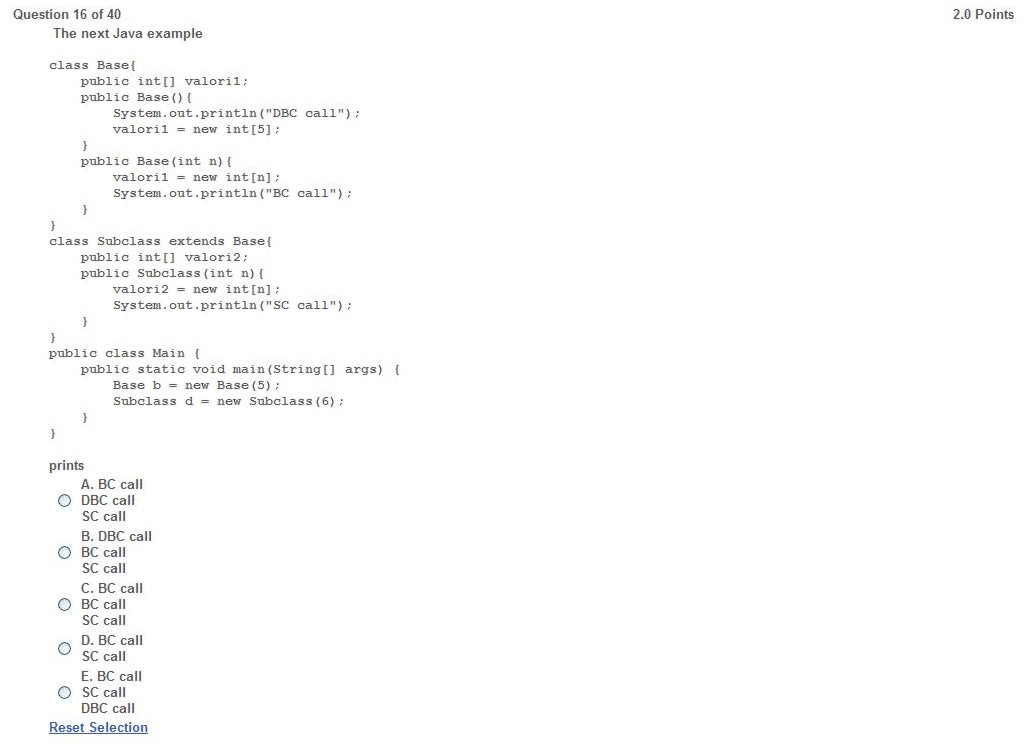 Question 16 of 40
2.0 Points
The next Java example
class Base{
public int[] valori1;
public Base(){
System.out.println("DBC call");
valori1 = new int[5];
}
public Base(int n){
valori1 = new int[n];
System.out.println("BC call");
}
}
class Subclass extends Base{
public int[] valori2;
public Subclass(int n){
valori2 = new int[n];
System.out.println("SC call");
}
}
public class Main {
public static void main(String[] args) {
Base b = new Base(5);
Subclass d = new Subclass(6);
}
}
prints
A. BC call
DBC call
SC call
B. DBC call
BC call
SC call
C. BC call
BC call
SC call
D. BC call
SC call
E. BC call
SC call
DBC call
Reset Selection